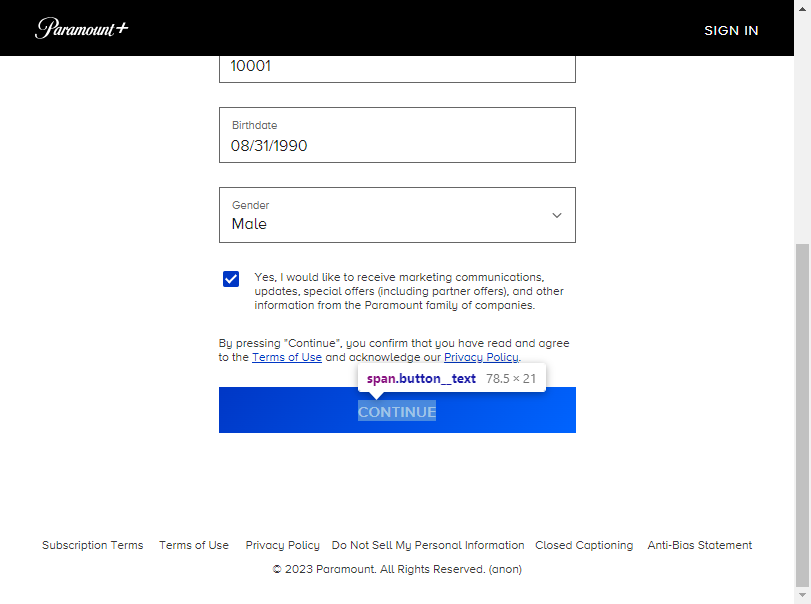 Paramount+
SIGN IN
10001
Birthdate
08/31/1990
Gender
Male
Yes, I would like to receive marketing communications,
updates, special offers (including partner offers), and other
information from the Paramount family of companies.
By pressing "Continue", you confirm that you have read and agree
to the Terms of Use and acknowledge our Privacy Policy.
span.button__text 78.5 × 21
CONTINUE
Subscription Terms Terms of Use Privacy Policy Do Not Sell My Personal Information Closed Captioning Anti-Bias Statement
© 2023 Paramount. All Rights Reserved. (anon)